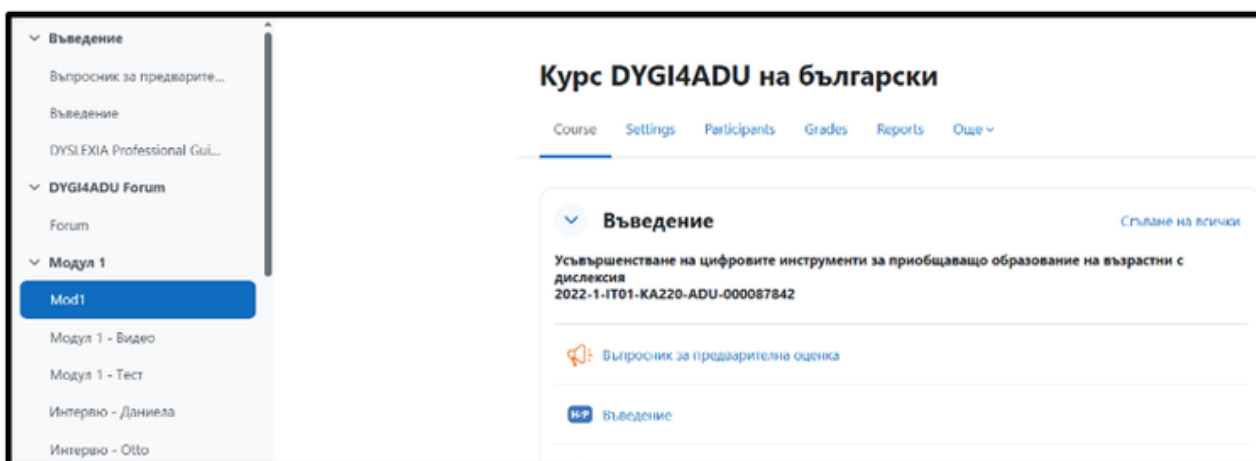 Въведение
Въпросник за предварите...
Въведение
DYSLEXIA Professional Gui...
DYGI4ADU Forum
Forum
Модул 1
Mod1
Модул 1 - Видео
Модул 1 - Тест
Интервю - Даниела
Интервю - Otto
Курс DYGI4ADU на български
Course Settings Participants Grades Reports Още
Въведение
Сгъване на всички
Усъвършенстване на цифровите инструменти за приобщаващо образование на възрастни с
дислексия
2022-1-IT01-KA220-ADU-000087842
Въпросник за предварителна оценка
H-P Въведение